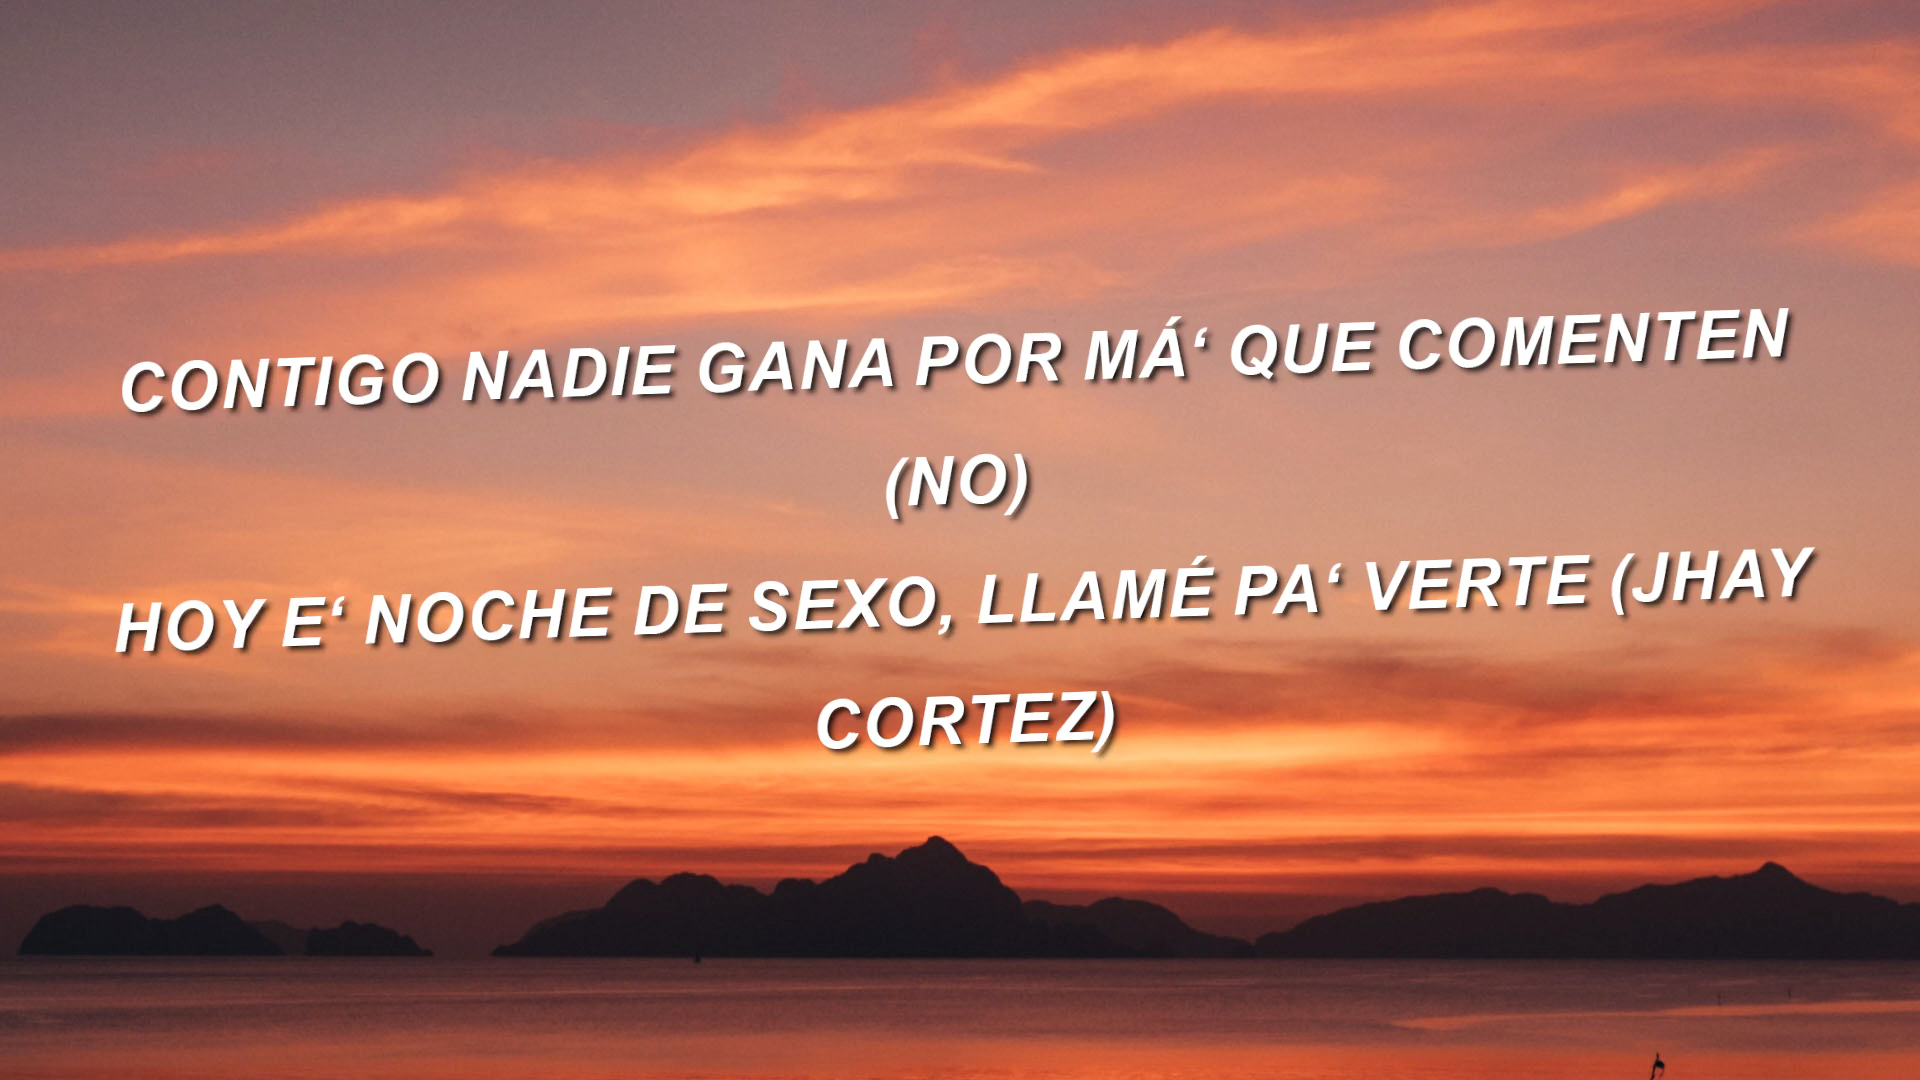 CONTIGO NADIE GANA POR MÁ‘ QUE COMENTEN
(NO)
HOY E‘ NOCHE DE SEXO, LLAMÉ PA‘ VERTE (JHAY
CORTEZ)